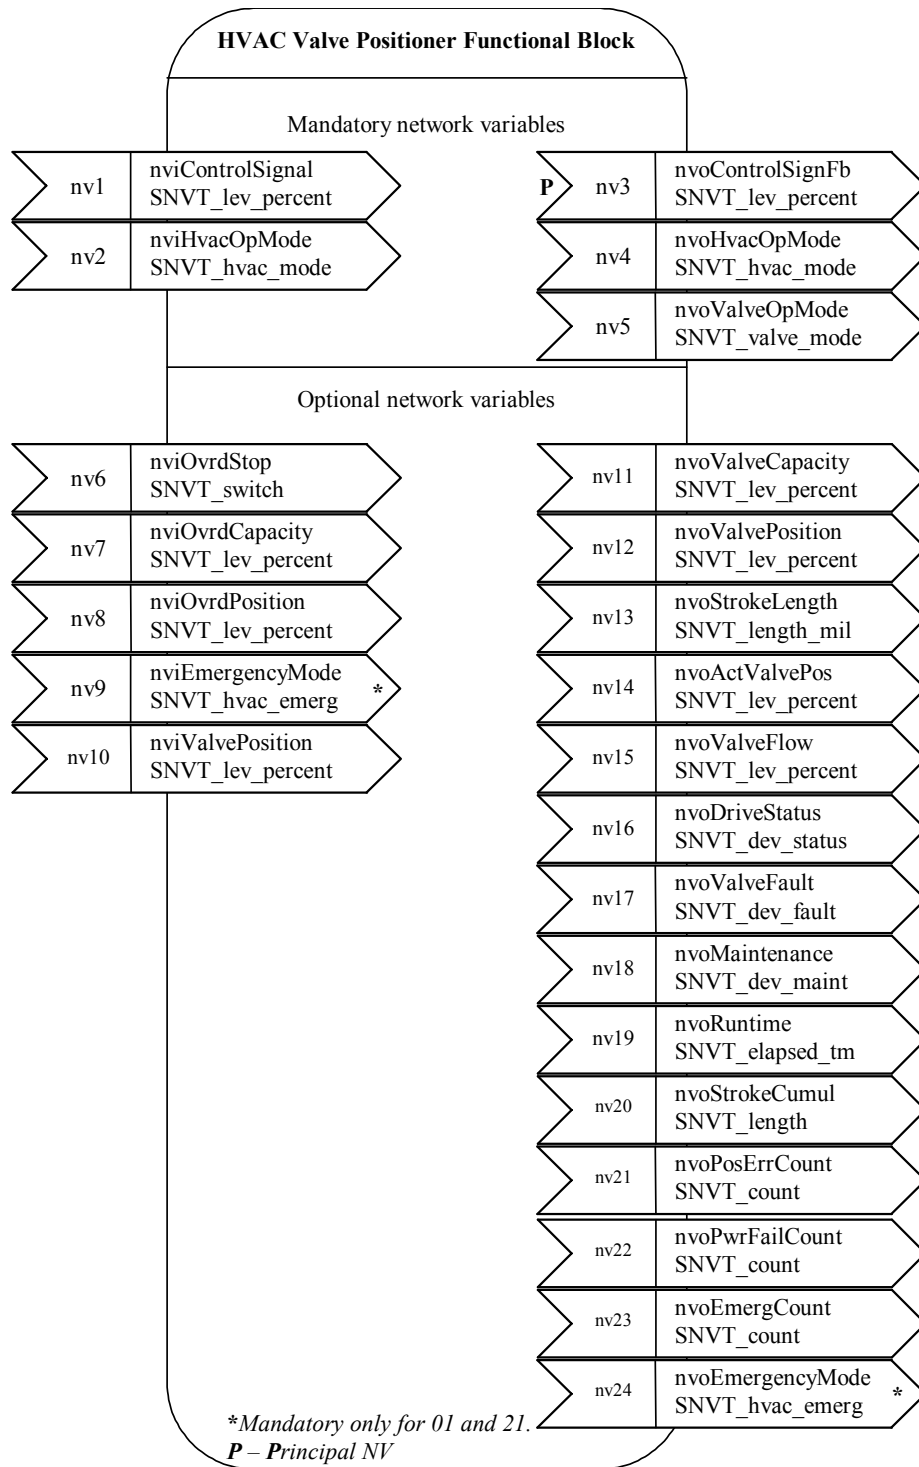 HVAC Valve Positioner Functional Block
Mandatory network variables
nv1
nviControlSignal
SNVT_lev_percent
nv2
nviHvacOpMode
SNVT_hvac_mode
P
nv3
nvoControlSignFb
SNVT_lev_percent
nv4
nvoHvacOpMode
SNVT_hvac_mode
nv5
nvoValveOpMode
SNVT_valve_mode
Optional network variables
nv6
nviOvrdStop
SNVT_switch
nv7
nviOvrdCapacity
SNVT_lev_percent
nv8
nviOvrdPosition
SNVT_lev_percent
nv9
nviEmergencyMode
SNVT_hvac_emerg *
nv10
nviValvePosition
SNVT_lev_percent
nv11
nvoValveCapacity
SNVT_lev_percent
nv12
nvoValvePosition
SNVT_lev_percent
nv13
nvoStrokeLength
SNVT_length_mil
nv14
nvoActValvePos
SNVT_lev_percent
nv15
nvoValveFlow
SNVT_lev_percent
nv16
nvoDriveStatus
SNVT_dev_status
nv17
nvoValveFault
SNVT_dev_fault
nv18
nvoMaintenance
SNVT_dev_maint
nv19
nvoRuntime
SNVT_elapsed_tm
nv20
nvoStrokeCumul
SNVT_length
nv21
nvoPosErrCount
SNVT_count
nv22
nvoPwrFailCount
SNVT_count
nv23
nvoEmergCount
SNVT_count
nv24
nvoEmergencyMode
SNVT_hvac_emerg *
*Mandatory only for 01 and 21.
P – Principal NV